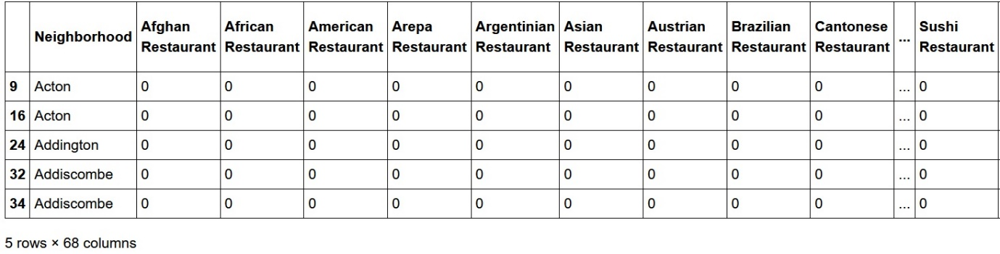 Neighborhood Afghan Restaurant African Restaurant American Restaurant Arepa Restaurant Argentinian Restaurant Asian Restaurant Austrian Restaurant Brazilian Restaurant Cantonese Restaurant ... Sushi Restaurant
9 Acton 0 0 0 0 0 0 0 0 0 ... 0
16 Acton 0 0 0 0 0 0 0 0 0 ... 0
24 Addington 0 0 0 0 0 0 0 0 0 ... 0
32 Addiscombe 0 0 0 0 0 0 0 0 0 ... 0
34 Addiscombe 0 0 0 0 0 0 0 0 0 ... 0
5 rows × 68 columns